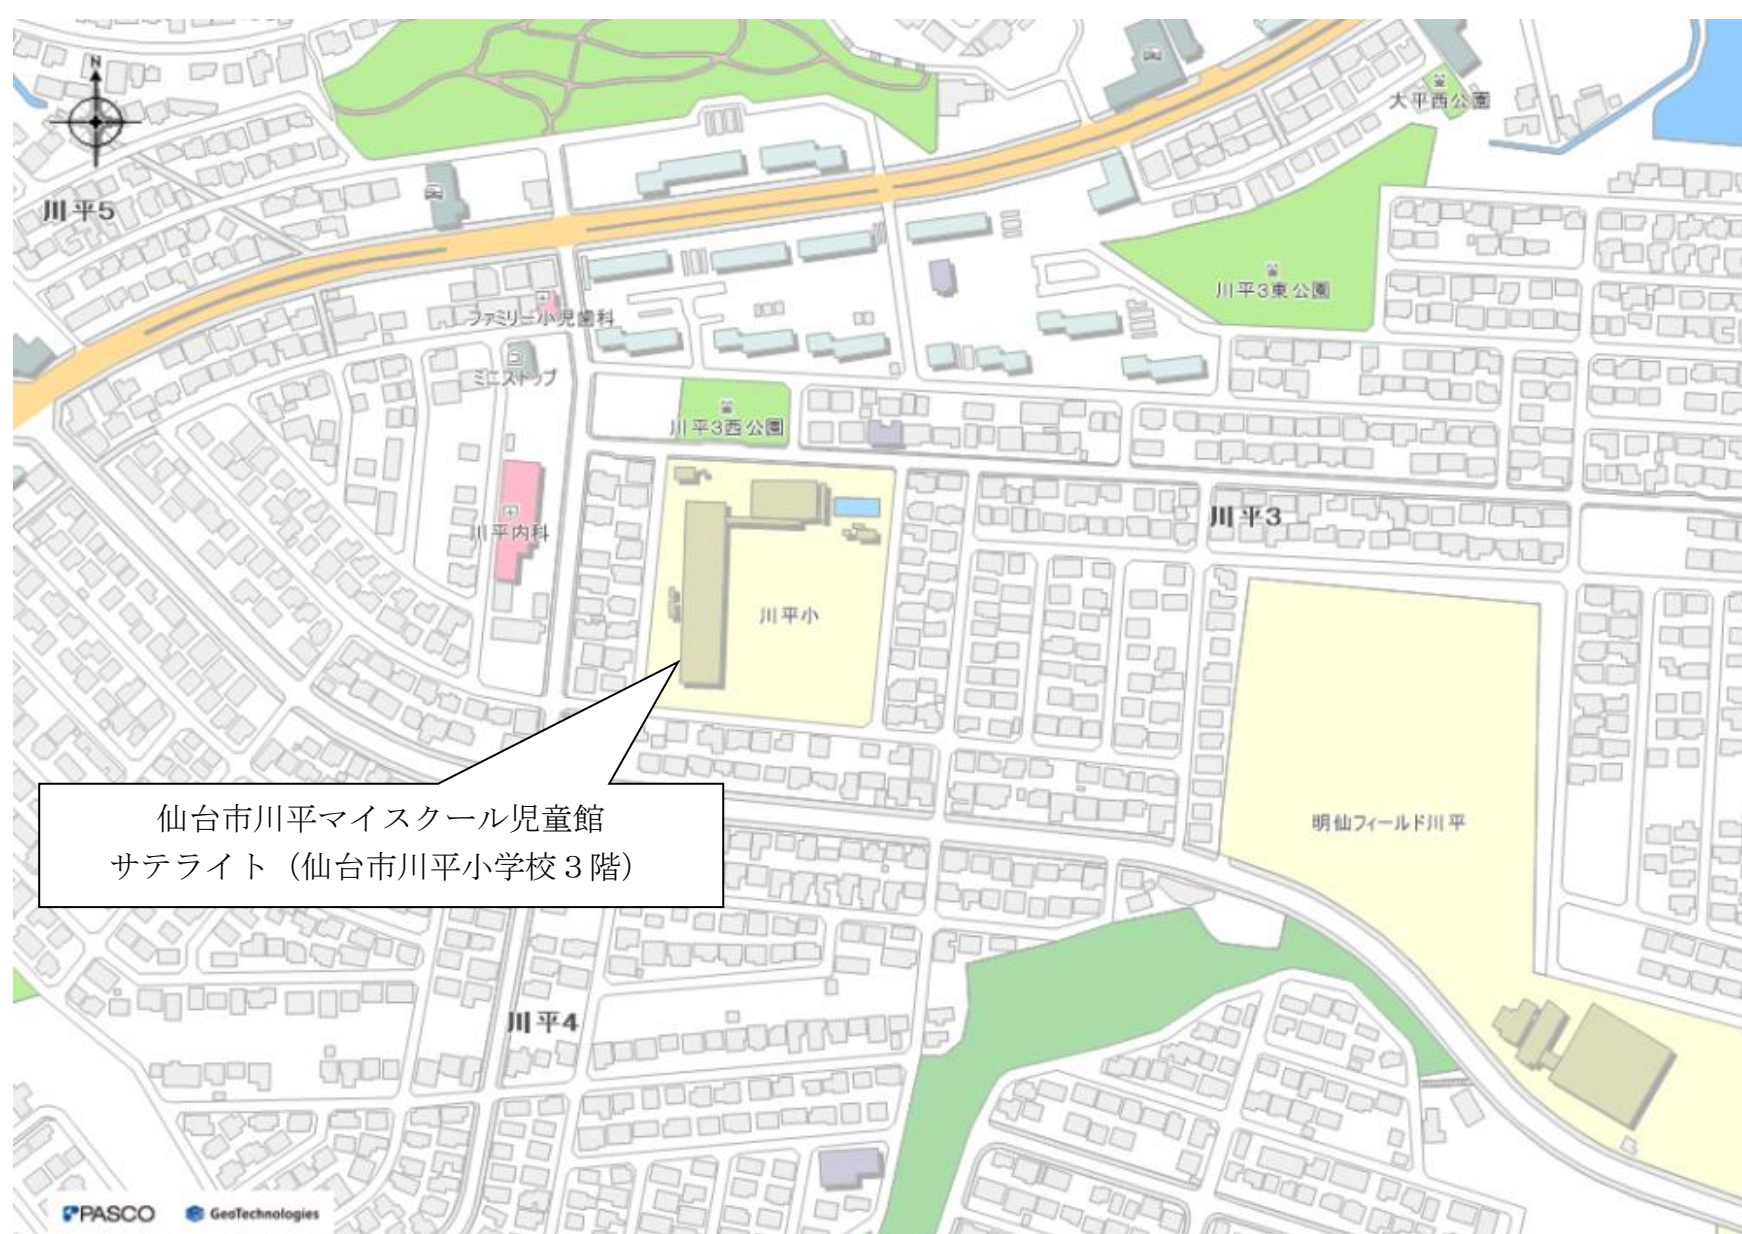 N
大平西公園
川平5
川平3東公園
ファミリー小児歯科
ミニストップ
川平3西公園
川平内科
川平3
川平小
仙台市川平マイスクール児童館
サテライト（仙台市川平小学校３階）
明仙フィールド川平
川平4
PASCO
GeoTechnologies